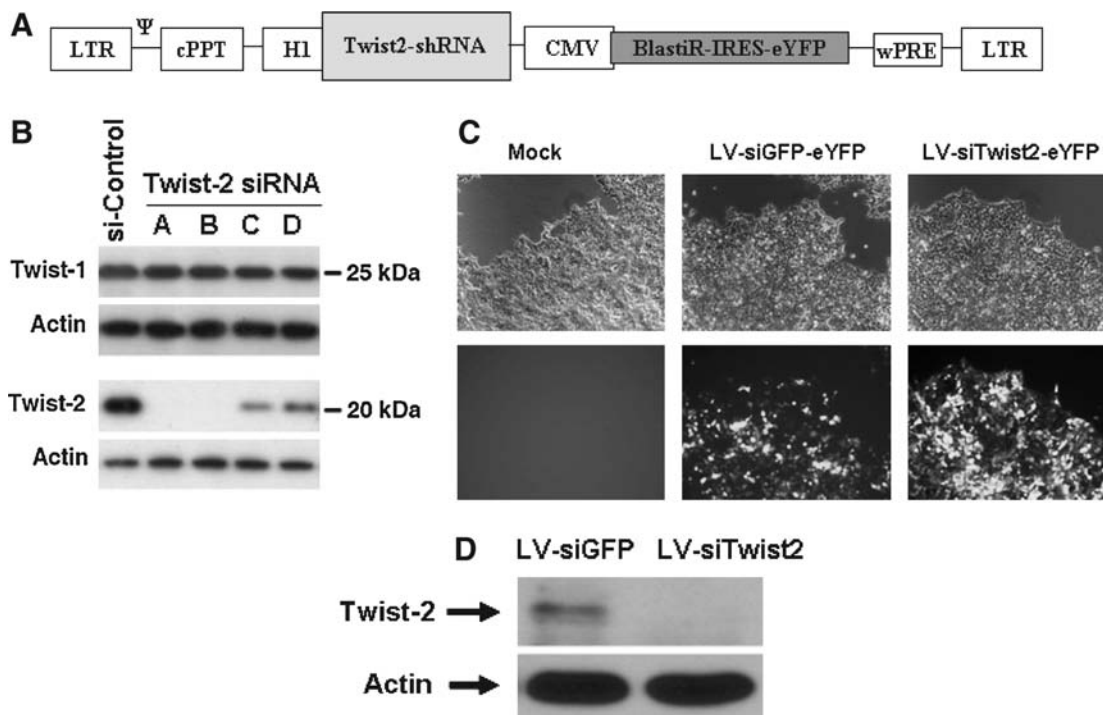 A
LTR Ψ cPPT H1 Twist2-shRNA CMV BlastiR-IRES-eYFP wPRE LTR
B
si-Control
Twist-2 siRNA
A B C D
Twist-1 25 kDa
Actin
Twist-2 20 kDa
Actin
C
Mock LV-siGFP-eYFP LV-siTwist2-eYFP
D
LV-siGFP LV-siTwist2
Twist-2
Actin